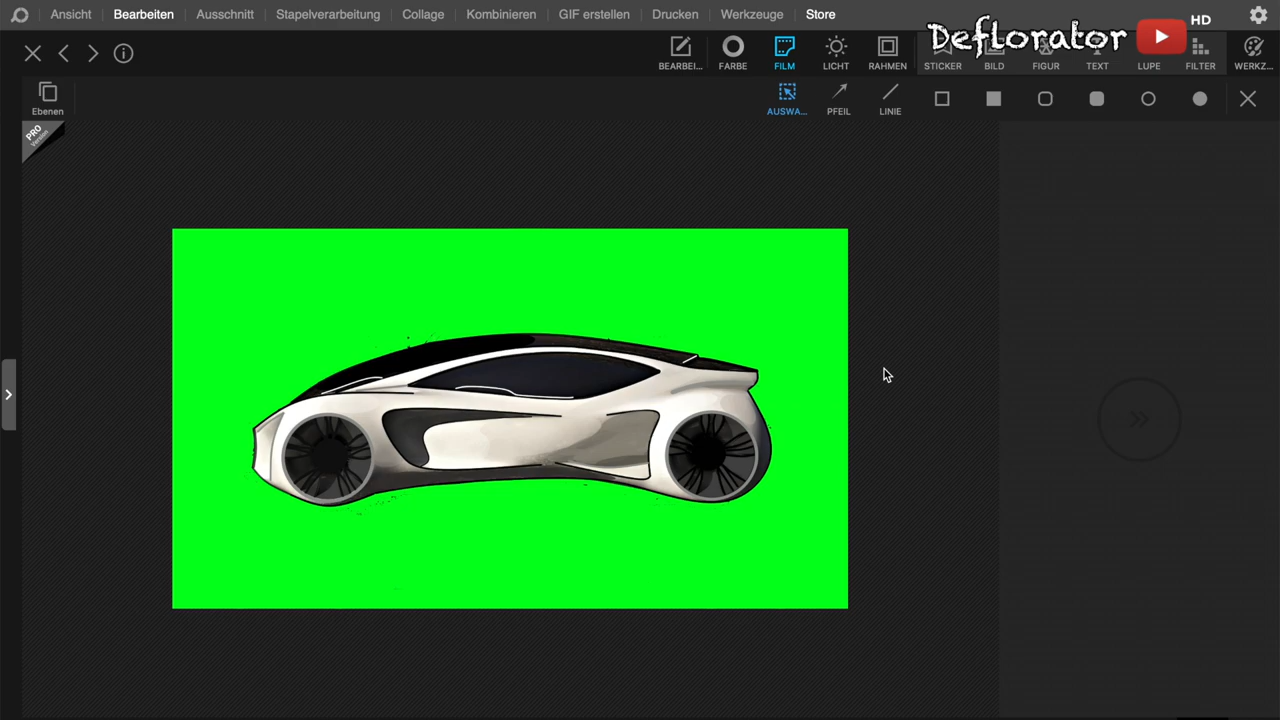 Ansicht Bearbeiten Ausschnitt Stapelverarbeitung Collage Kombinieren GIF erstellen Drucken Werkzeuge Store
Deflorator HD
BEARBEI... FARBE FILM LICHT RAHMEN STICKER BILD FIGUR TEXT LUPE FILTER WERKZ...
Ebenen AUSWA... PFEIL LINIE
PRO
Version